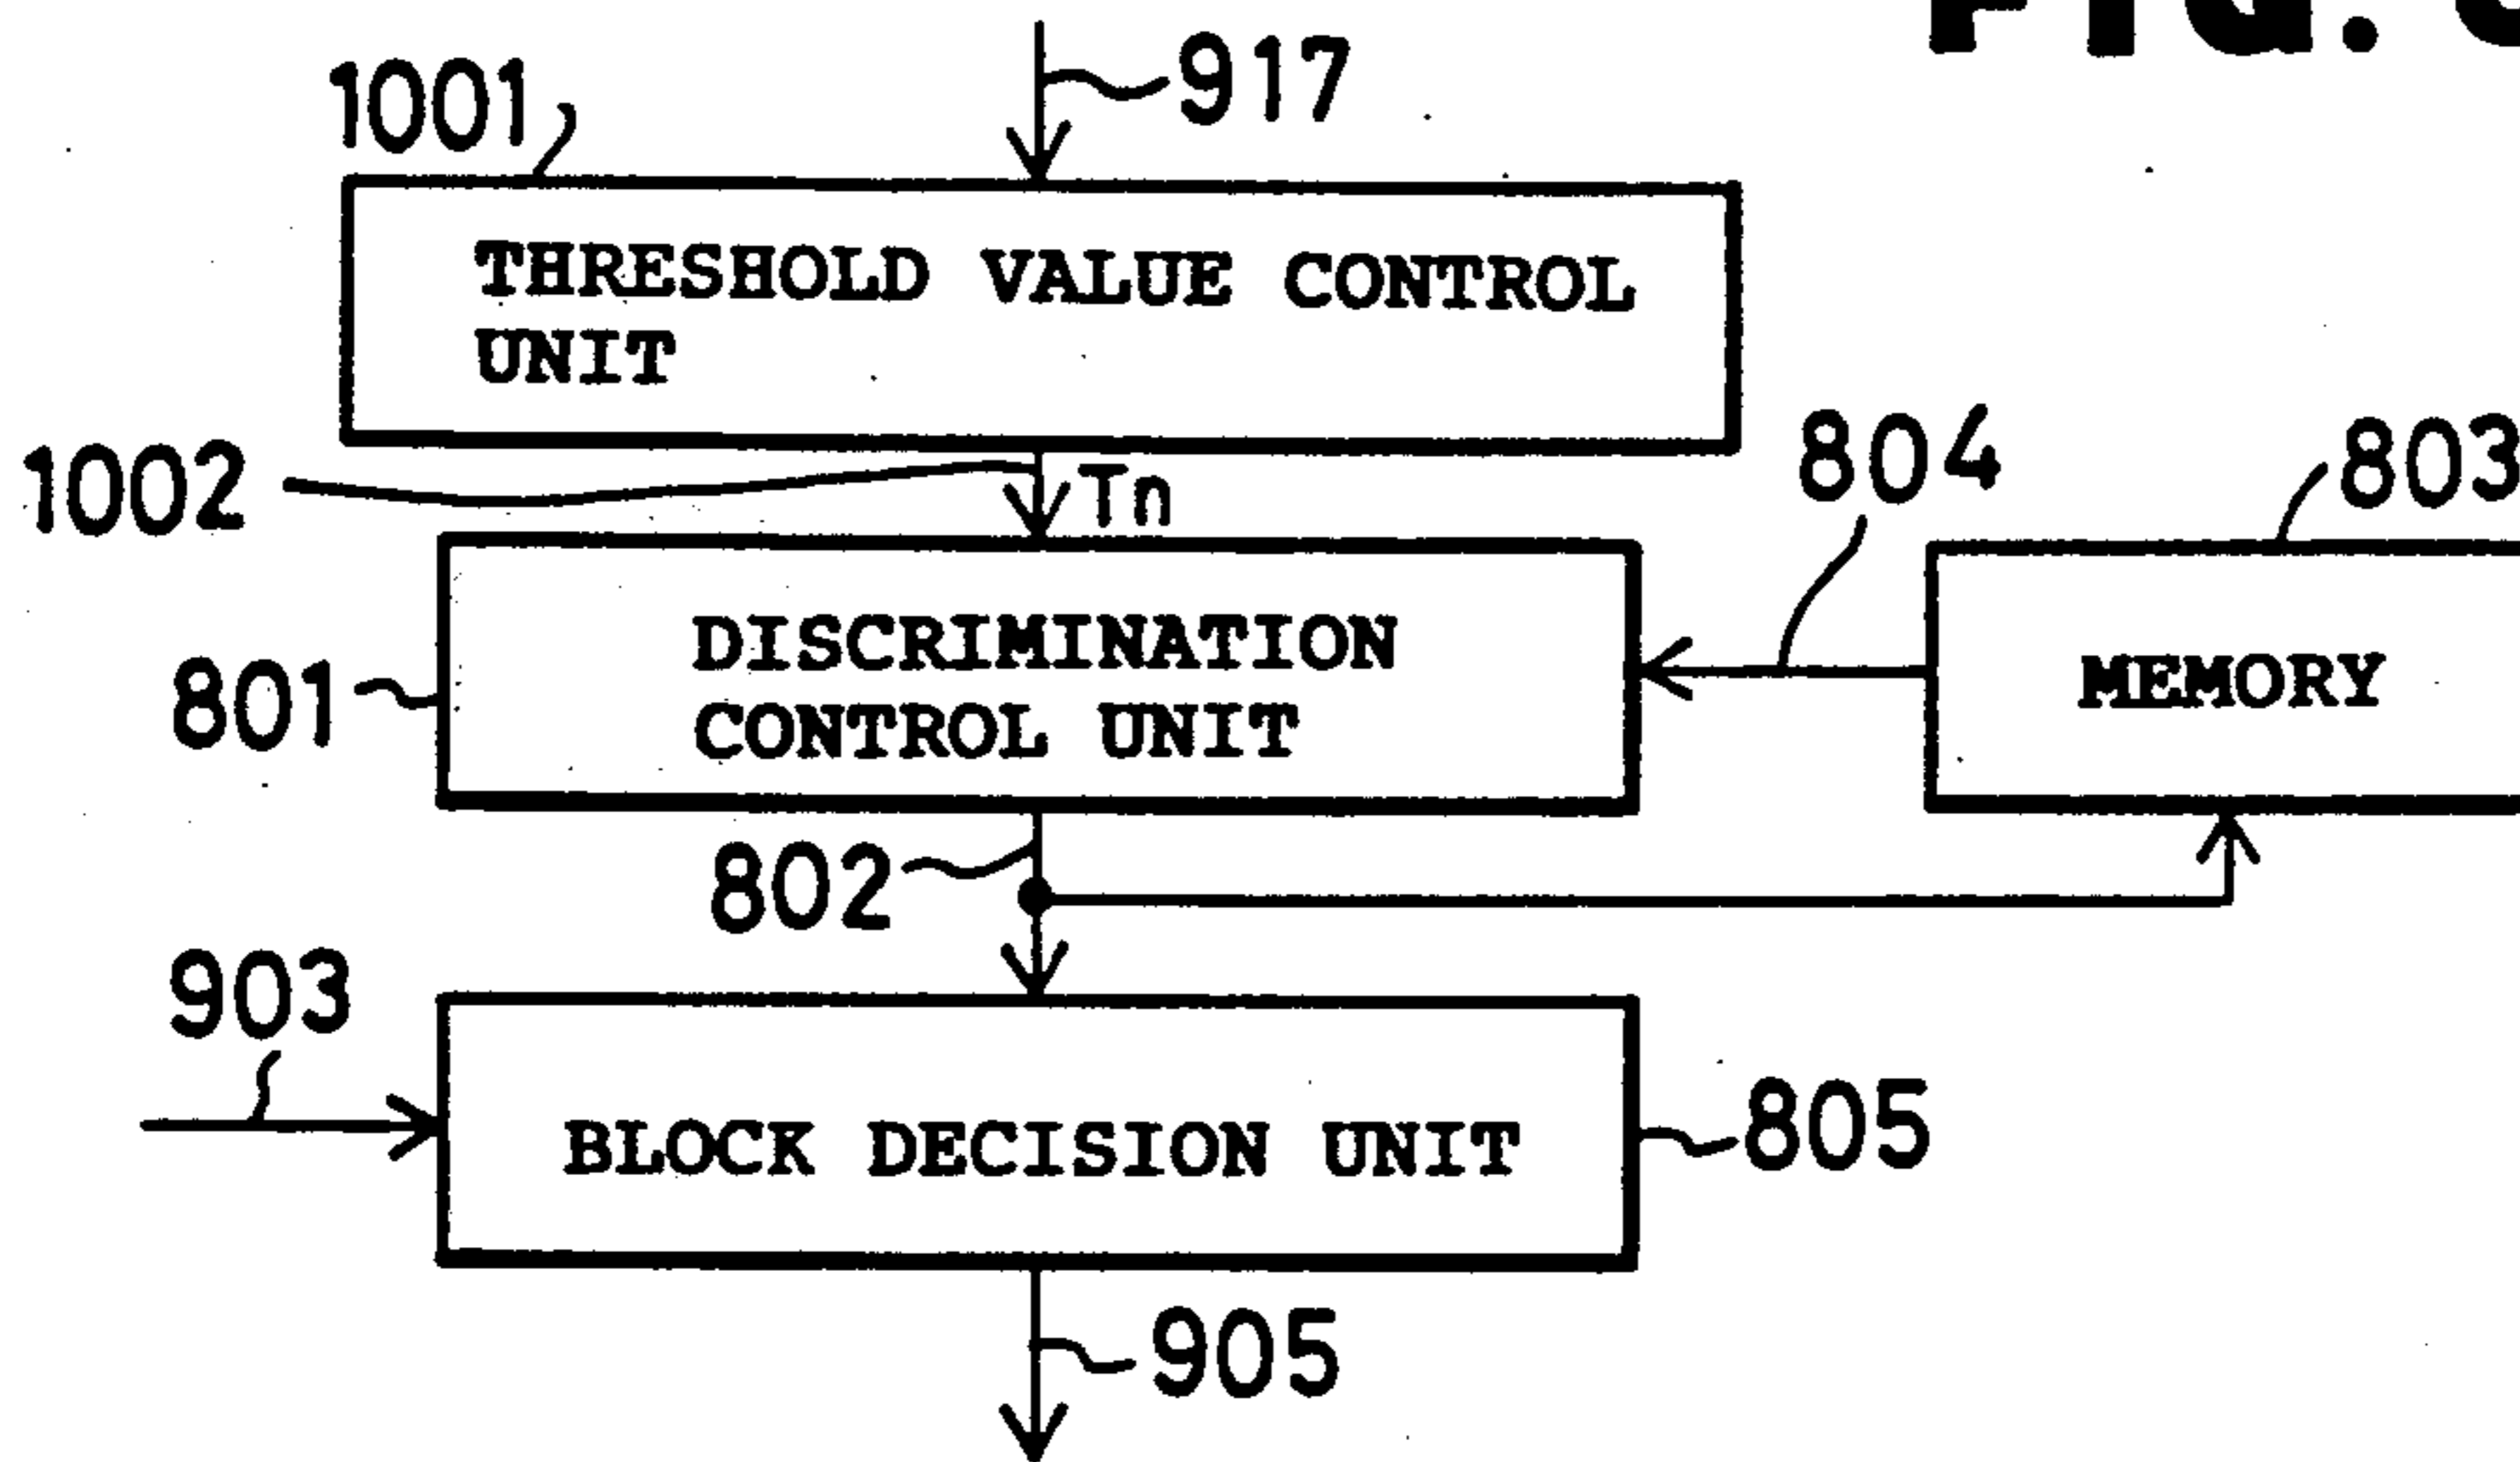 917
1001
THRESHOLD VALUE CONTROL
UNIT
804
803
1002
Tn
DISCRIMINATION
CONTROL UNIT
MEMORY
801
802
903
BLOCK DECISION UNIT
805
905